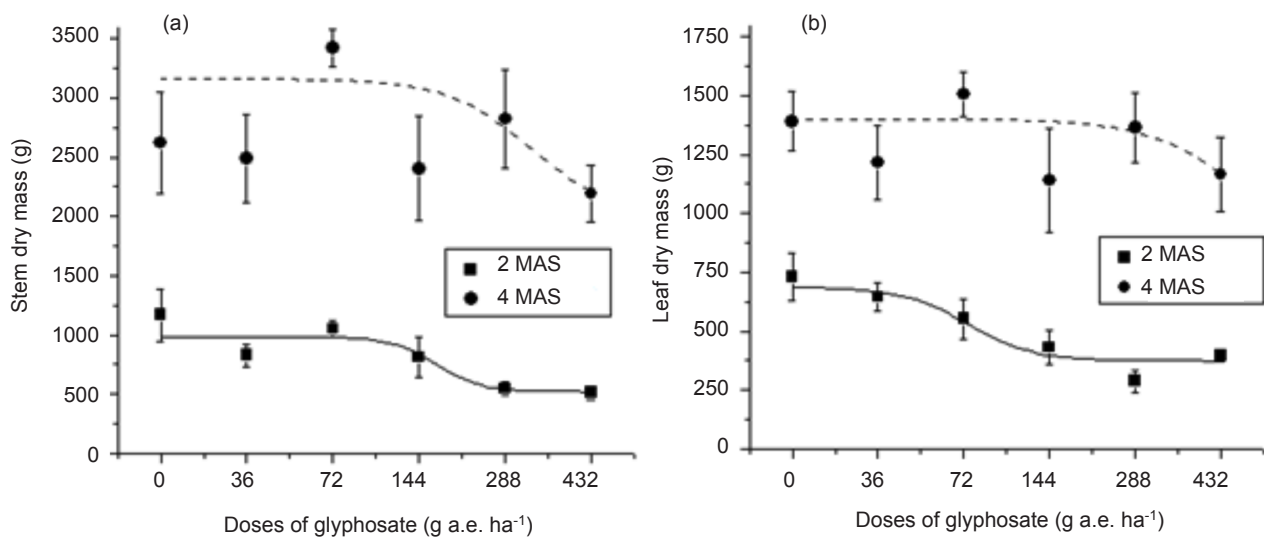 (a)
3500
3000
2500
2000
1500
1000
500
0
Stem dry mass (g)
2 MAS
4 MAS
0 36 72 144 288 432
Doses of glyphosate (g a.e. ha⁻¹)
(b)
1750
1500
1250
1000
750
500
250
0
Leaf dry mass (g)
2 MAS
4 MAS
0 36 72 144 288 432
Doses of glyphosate (g a.e. ha⁻¹)